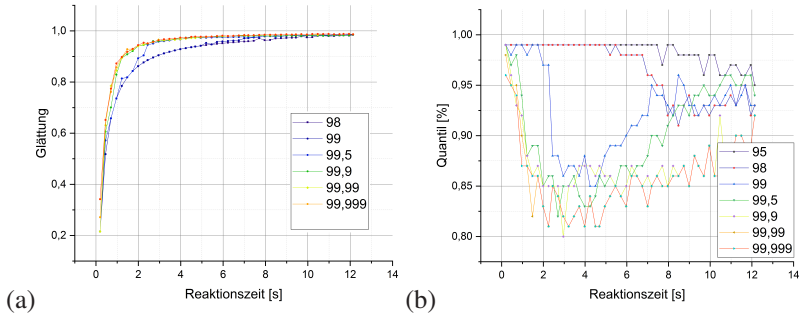 1,0
0,8
0,6
0,4
0,2
Glättung
98
99
99,5
99,9
99,99
99,999
0 2 4 6 8 10 12 14
Reaktionszeit [s]
(a)
1,00
0,95
0,90
0,85
0,80
Quantil [%]
95
98
99
99,5
99,9
99,99
99,999
0 2 4 6 8 10 12 14
Reaktionszeit [s]
(b)